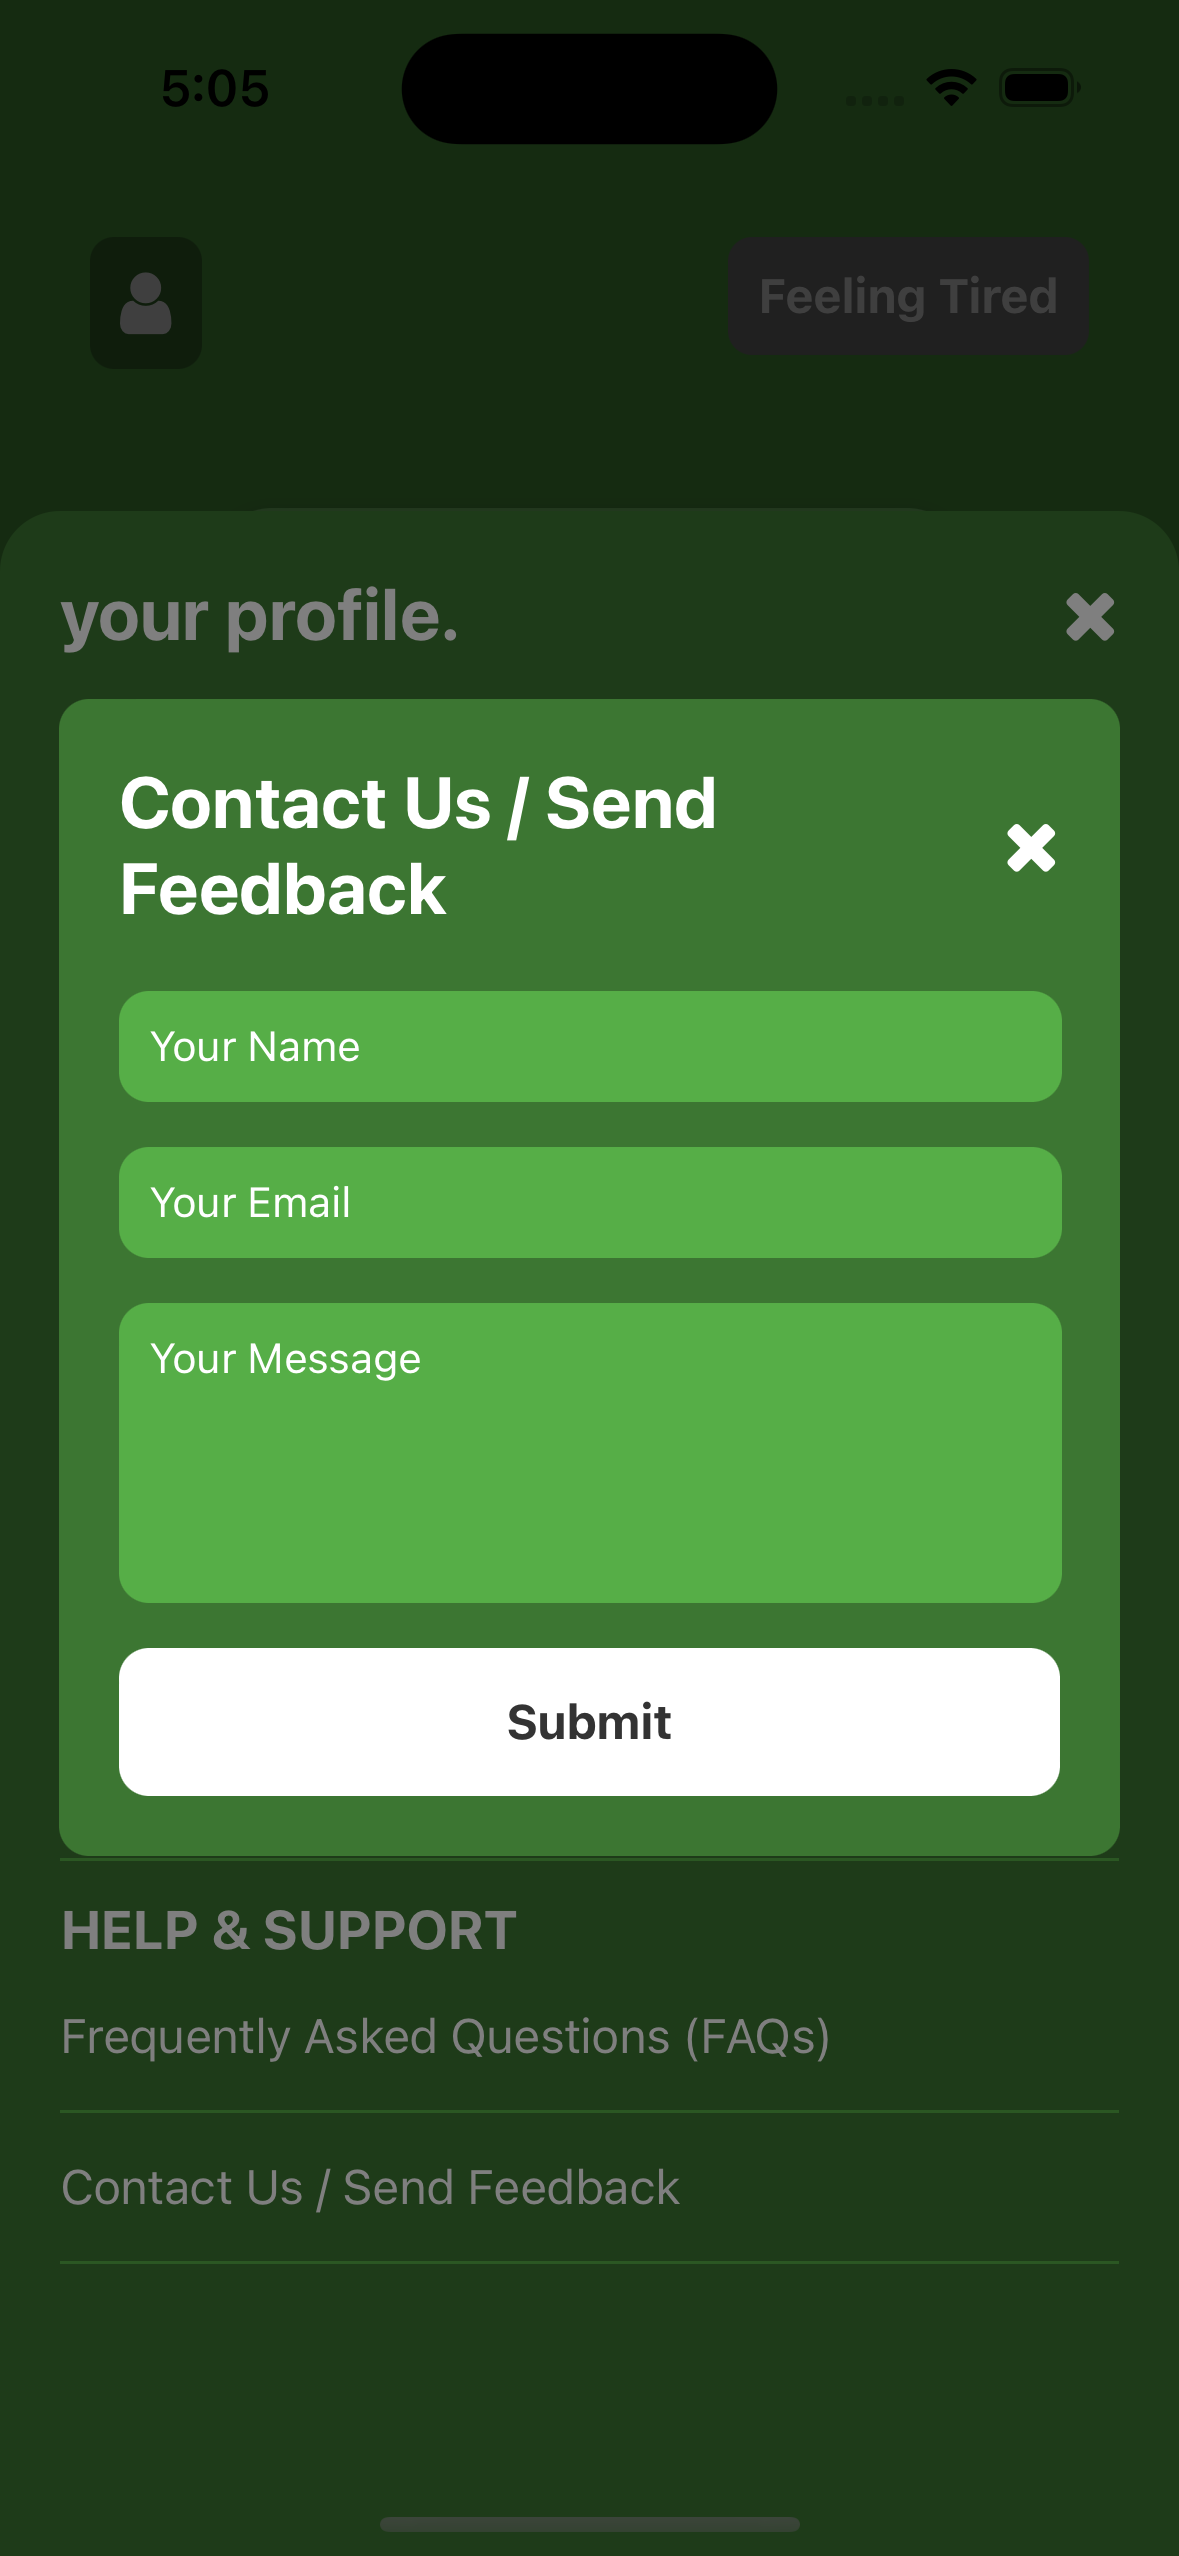 5:05
Feeling Tired
your profile.
Contact Us / Send
Feedback
Your Name
Your Email
Your Message
Submit
HELP & SUPPORT
Frequently Asked Questions (FAQs)
Contact Us / Send Feedback